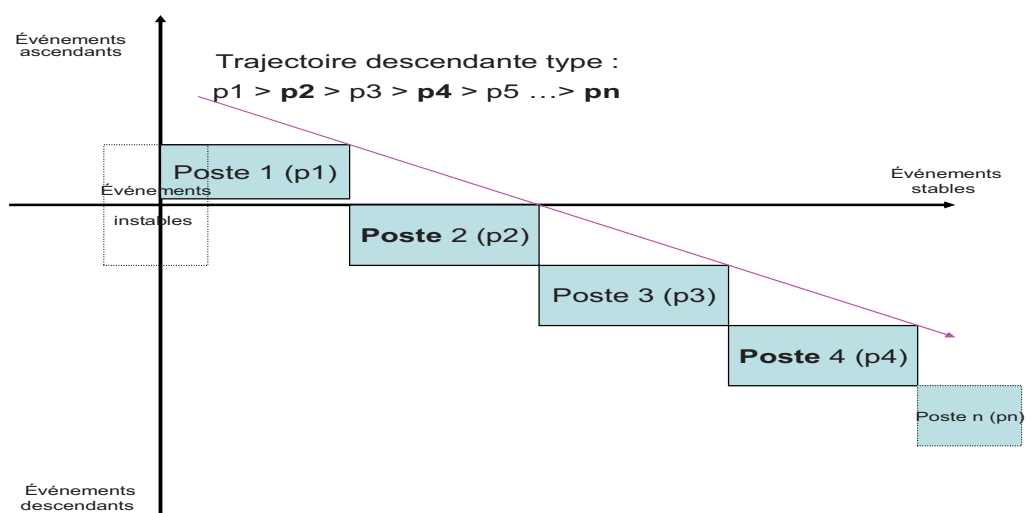 Événements
ascendants
Trajectoire descendante type :
p1 > p2 > p3 > p4 > p5 …> pn
Poste 1 (p1)
Événements
stables
Événements
instables
Poste 2 (p2)
Poste 3 (p3)
Poste 4 (p4)
Poste n (pn)
Événements
descendants